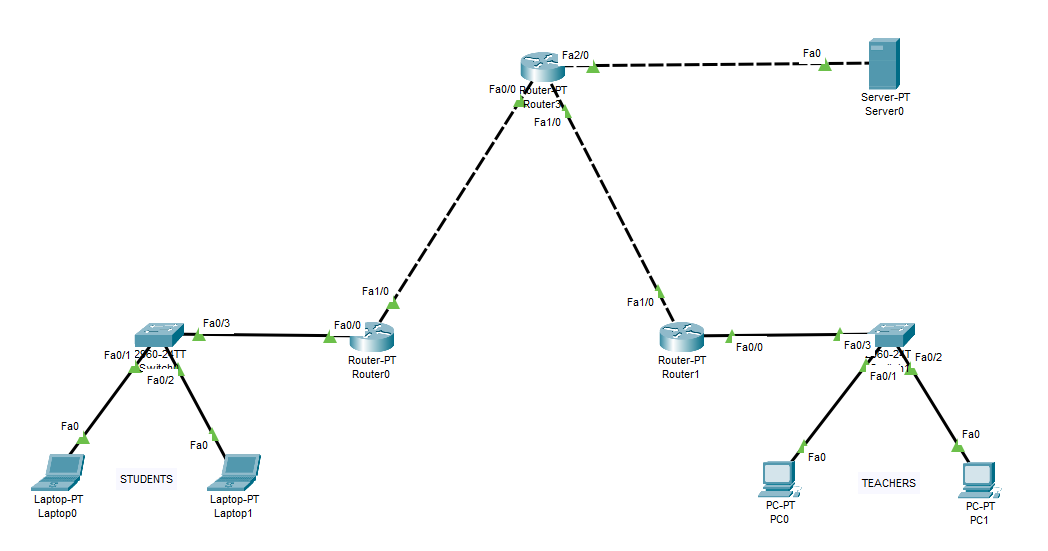 Fa2/0
Fa0
Server-PT
Server0
Fa0/0
Router-PT
Router3
Fa1/0
Fa1/0
Fa0/3
Fa0/0
Router-PT
Router0
2960-24TT
Fa0/1
Fa0/2
Fa0
Fa0
Laptop-PT
Laptop0
STUDENTS
Laptop-PT
Laptop1
Fa1/0
Router-PT
Router1
Fa0/0
Fa0/3
Fa0/2
Fa0/1
Fa0
Fa0
TEACHERS
PC-PT
PC0
PC-PT
PC1